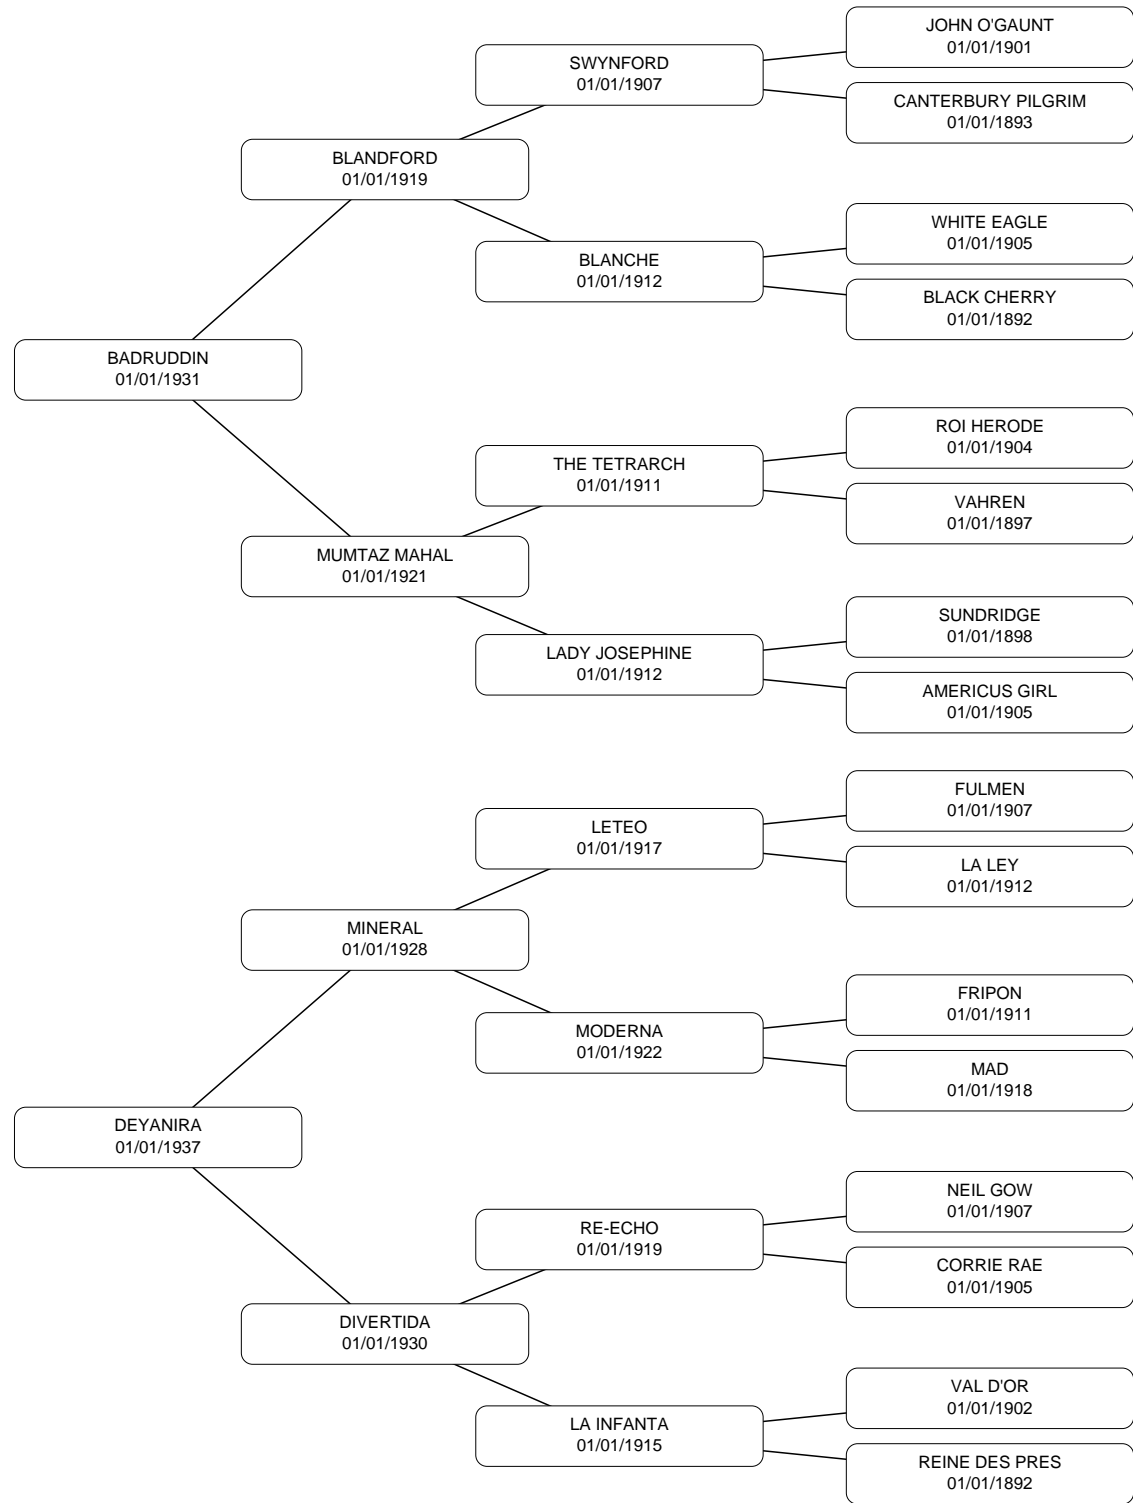 JOHN O'GAUNT
01/01/1901
SWYNFORD
01/01/1907
CANTERBURY PILGRIM
01/01/1893
BLANDFORD
01/01/1919
WHITE EAGLE
01/01/1905
BLANCHE
01/01/1912
BLACK CHERRY
01/01/1892
BADRUDDIN
01/01/1931
ROI HERODE
01/01/1904
THE TETRARCH
01/01/1911
VAHREN
01/01/1897
MUMTAZ MAHAL
01/01/1921
SUNDRIDGE
01/01/1898
LADY JOSEPHINE
01/01/1912
AMERICUS GIRL
01/01/1905
FULMEN
01/01/1907
LETEO
01/01/1917
LA LEY
01/01/1912
MINERAL
01/01/1928
FRIPON
01/01/1911
MODERNA
01/01/1922
MAD
01/01/1918
DEYANIRA
01/01/1937
NEIL GOW
01/01/1907
RE-ECHO
01/01/1919
CORRIE RAE
01/01/1905
DIVERTIDA
01/01/1930
VAL D'OR
01/01/1902
LA INFANTA
01/01/1915
REINE DES PRES
01/01/1892